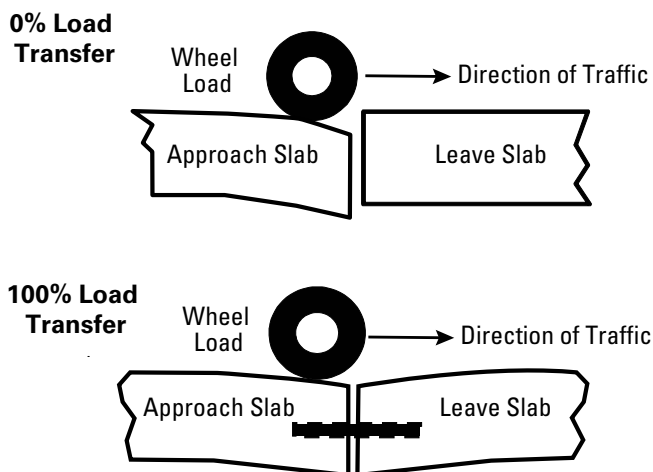 0% Load
Transfer
Wheel
Load
Direction of Traffic
Approach Slab
Leave Slab
100% Load
Transfer
Wheel
Load
Direction of Traffic
Approach Slab
Leave Slab